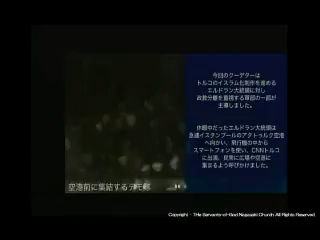 今回のクーデターは
トルコのイスラム化制作を進める
エルドラン大統領に対し
政教分離を重視する軍部の一部が
主導しました。
休暇中だったエルドラン大統領は
急遽イスタンブールのアタトゥルク空港
へ向かい、飛行機の中から
スマートフォンを使い、CNNトルコ
に出演、民衆に広場や空港に
集まるよう呼びかけました。
空港前に集結するデモ隊
Copyright - The Servants of God Nagasaki Church All Rights Reserved.